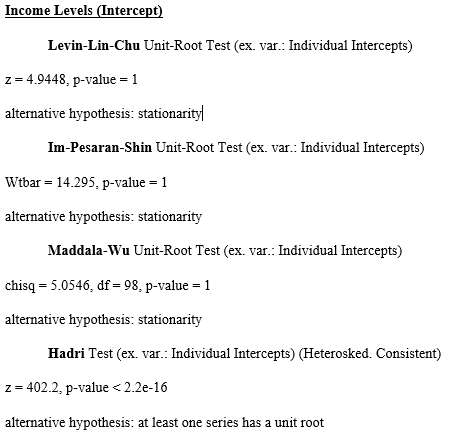 Income Levels (Intercept)
Levin-Lin-Chu Unit-Root Test (ex. var.: Individual Intercepts)
z = 4.9448, p-value = 1
alternative hypothesis: stationarity
Im-Pesaran-Shin Unit-Root Test (ex. var.: Individual Intercepts)
Wtbar = 14.295, p-value = 1
alternative hypothesis: stationarity
Maddala-Wu Unit-Root Test (ex. var.: Individual Intercepts)
chisq = 5.0546, df = 98, p-value = 1
alternative hypothesis: stationarity
Hadri Test (ex. var.: Individual Intercepts) (Heterosked. Consistent)
z = 402.2, p-value < 2.2e-16
alternative hypothesis: at least one series has a unit root